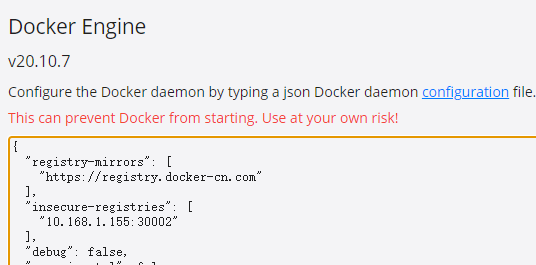 Docker Engine
v20.10.7
Configure the Docker daemon by typing a json Docker daemon configuration file.
This can prevent Docker from starting. Use at your own risk!
{
"registry-mirrors": [
"https://registry.docker-cn.com"
],
"insecure-registries": [
"10.168.1.155:30002"
],
"debug": false,